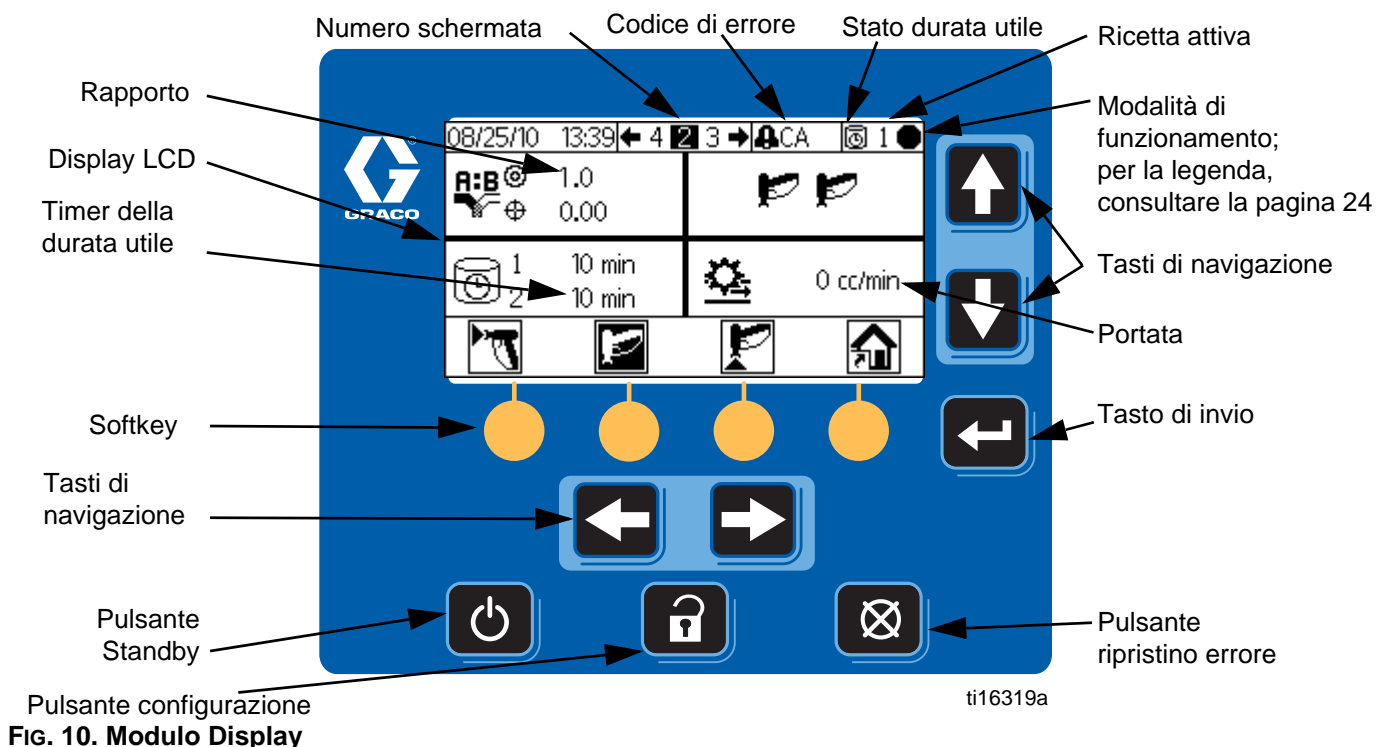 Numero schermata
Codice di errore
Stato durata utile
Ricetta attiva
Rapporto
Modalità di
funzionamento;
per la legenda,
consultare la pagina 24
Display LCD
Timer della
durata utile
08/25/10 13:39 4 2 3 CA 1
GRACO
®
A:B
1.0
0.00
1 10 min
2 10 min
0 cc/min
Tasti di navigazione
Portata
Softkey
Tasto di invio
Tasti di
navigazione
Pulsante
Standby
Pulsante
ripristino errore
Pulsante configurazione
ti16319a
FIG. 10. Modulo Display